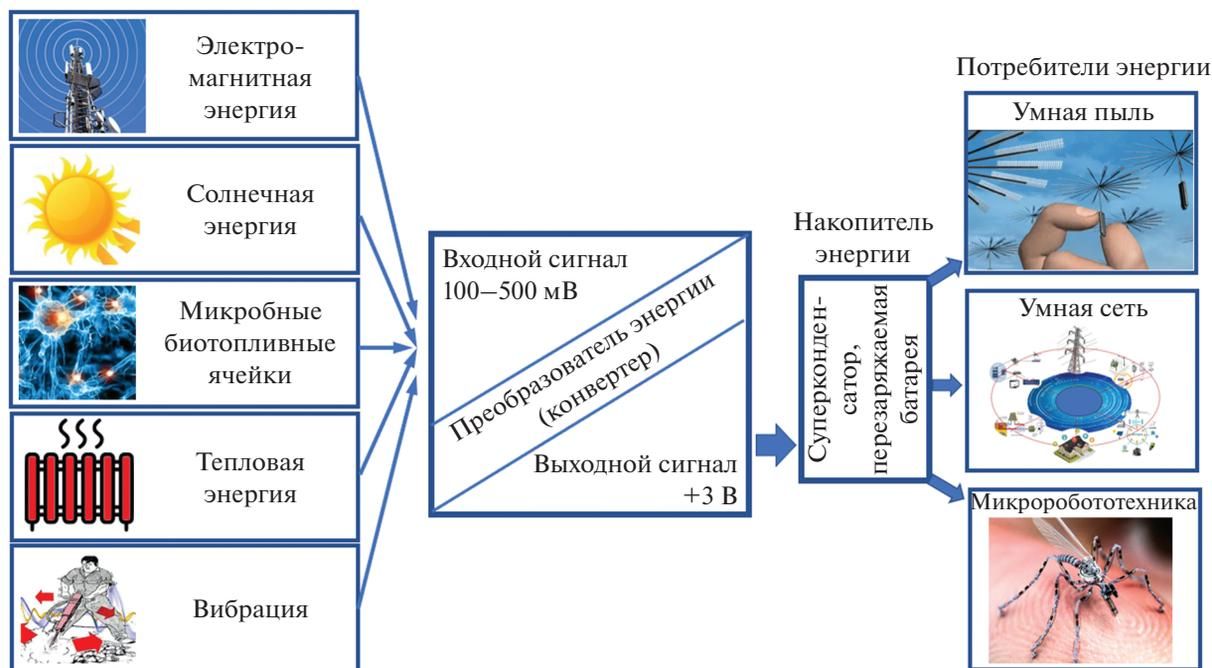 Электро-
магнитная
энергия
Солнечная
энергия
Микробные
биотопливные
ячейки
Тепловая
энергия
Вибрация
Входной сигнал
100–500 мВ
Преобразователь энергии
(конвертер)
Выходной сигнал
+3 В
Накопитель
энергии
Суперконден-
сатор,
перезаряжаемая
батарея
Потребители энергии
Умная пыль
Умная сеть
Микроробототехника